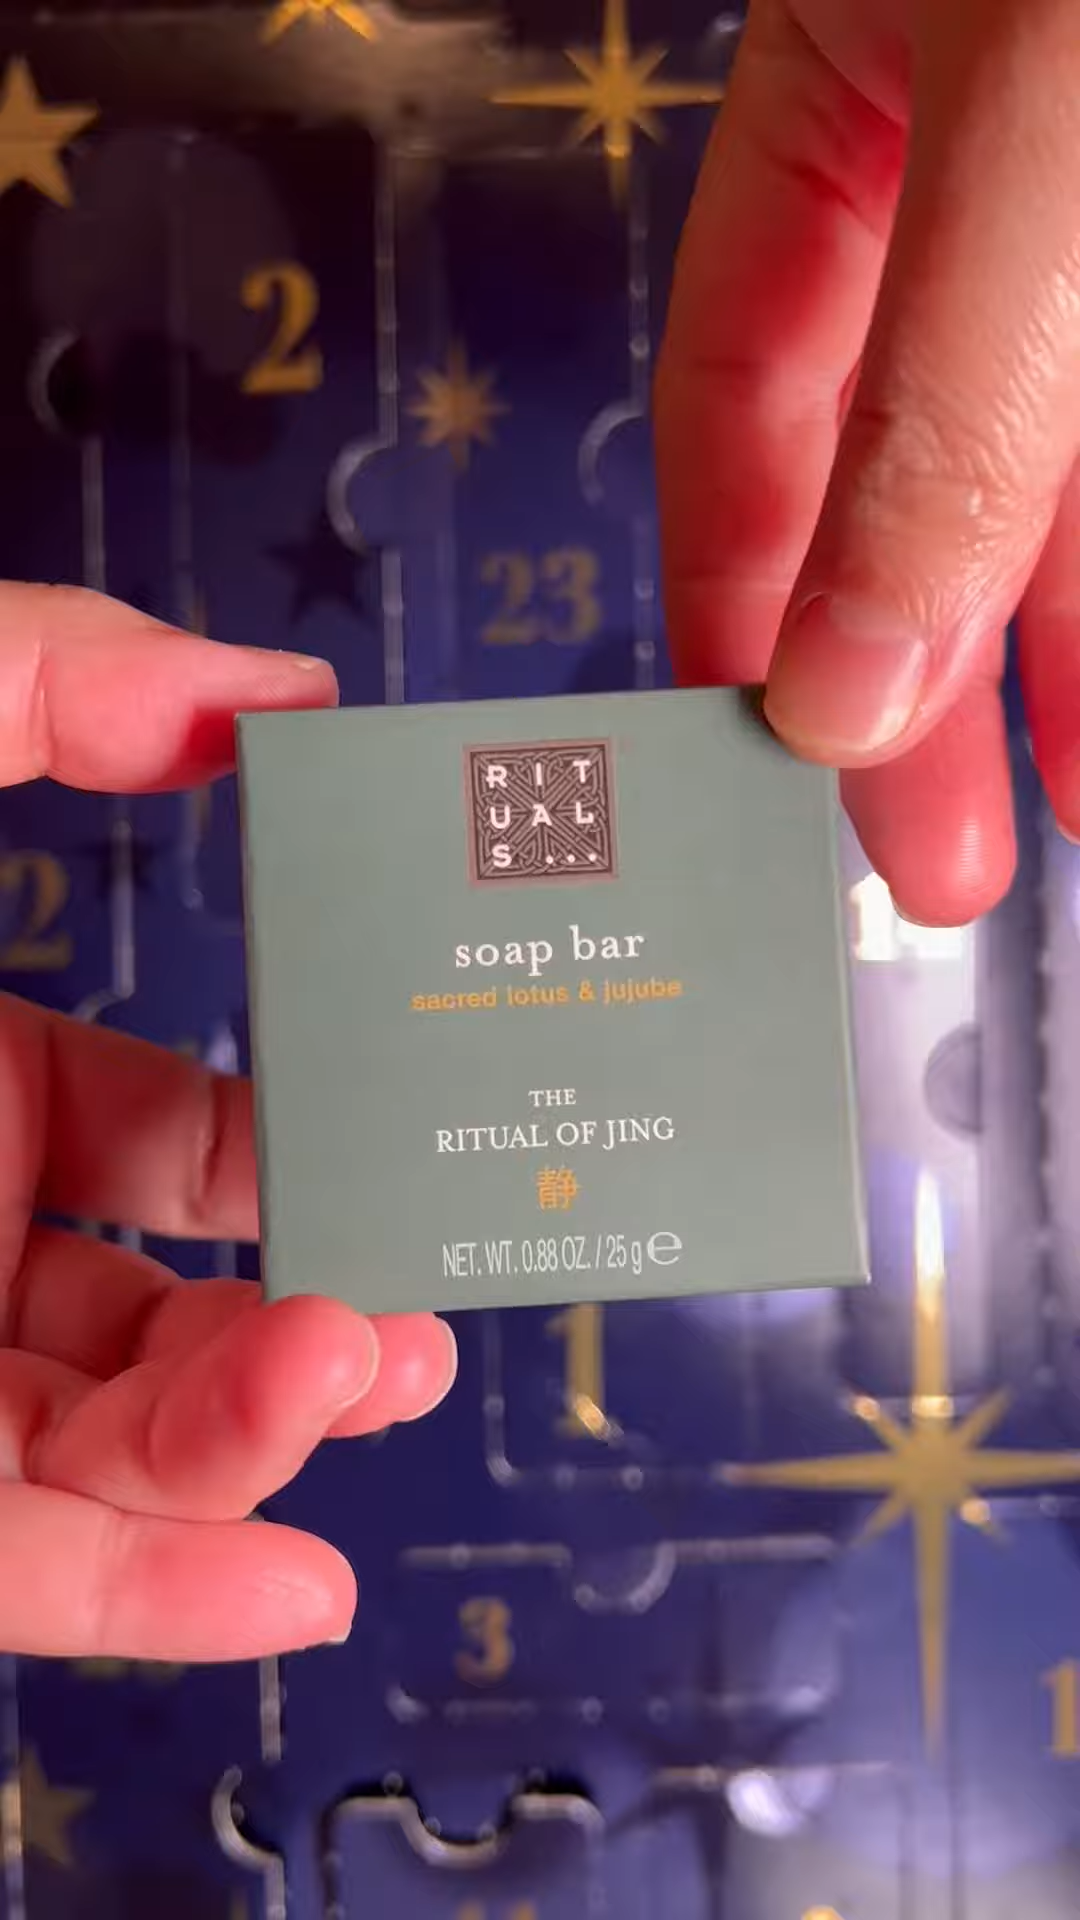 2
23
2
R I T
U A L
S ...
soap bar
sacred lotus & jujube
THE
RITUAL OF JING
静
NET. WT. 0.88 OZ. / 25 g ℮
1
3
1